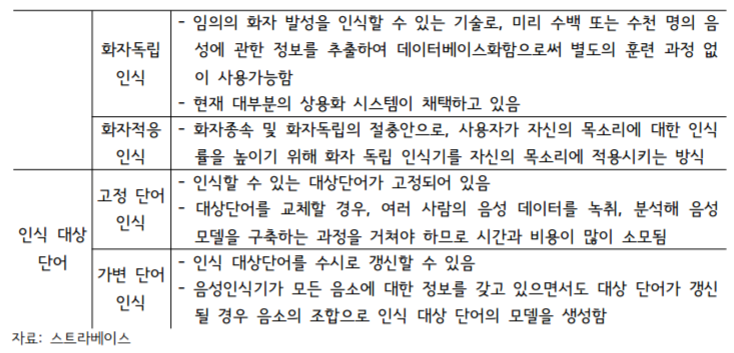 화자독립
인식
- 임의의 화자 발성을 인식할 수 있는 기술로, 미리 수백 또는 수천 명의 음
성에 관한 정보를 추출하여 데이터베이스화함으로써 별도의 훈련 과정 없
이 사용가능함
- 현재 대부분의 상용화 시스템이 채택하고 있음
화자적응
인식
- 화자종속 및 화자독립의 절충안으로, 사용자가 자신의 목소리에 대한 인식
률을 높이기 위해 화자 독립 인식기를 자신의 목소리에 적용시키는 방식
인식 대상
단어
고정 단어
인식
- 인식할 수 있는 대상단어가 고정되어 있음
- 대상단어를 교체할 경우, 여러 사람의 음성 데이터를 녹취, 분석해 음성
모델을 구축하는 과정을 거쳐야 하므로 시간과 비용이 많이 소모됨
가변 단어
인식
- 인식 대상단어를 수시로 갱신할 수 있음
- 음성인식기가 모든 음소에 대한 정보를 갖고 있으면서도 대상 단어가 갱신
될 경우 음소의 조합으로 인식 대상 단어의 모델을 생성함
자료: 스트라베이스